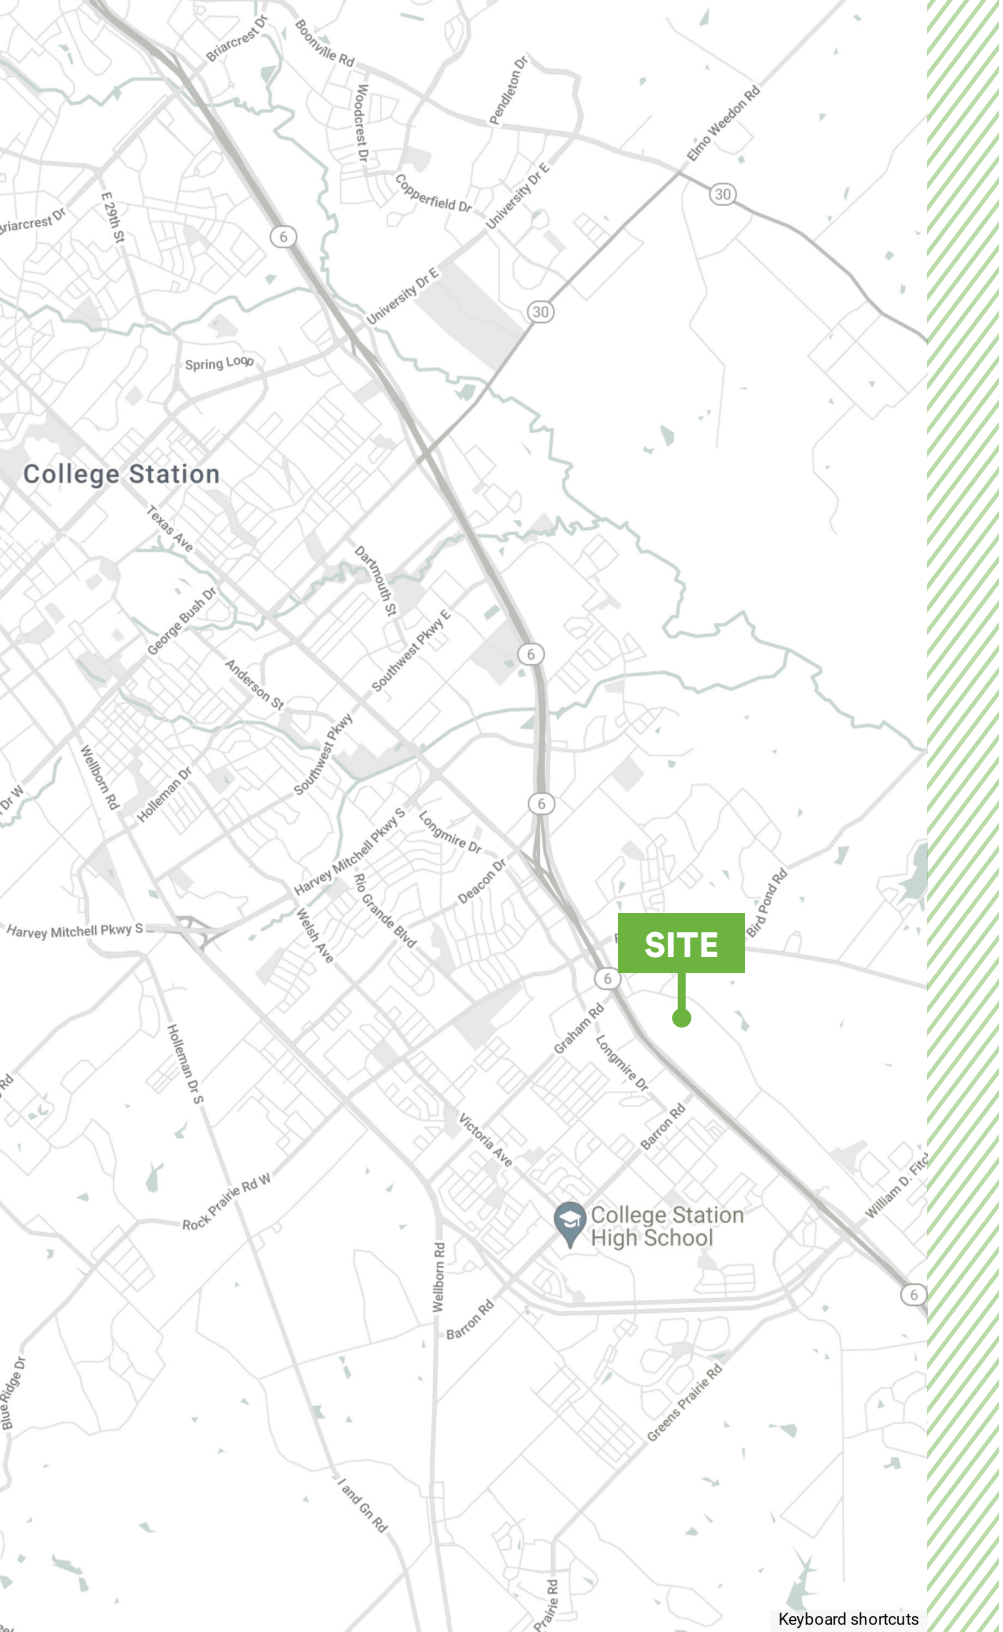 Briarcrest Dr
Boonville Rd
Pendleton Dr
Woodcrest Dr
Elmo Weedon Rd
30
Copperfield Dr
University Dr E
E 29th St
riarcrest Dr
6
University Dr E
30
Spring Loop
College Station
Texas Ave
Dartmouth St
George Bush Dr
Southwest Pkwy E
6
Anderson St
Southwest Pkwy
Wellborn Rd
Holleman Dr
Dr W
6
Longmire Dr
Harvey Mitchell Pkwy S
Deacon Dr
Rio Grande Blvd
Bird Pond Rd
Welsh Ave
Harvey Mitchell Pkwy S
SITE
6
Graham Rd
Longmire Dr
Holleman Dr S
Rd
Victoria Ave
Barron Rd
William D. Fitc
Rock Prairie Rd W
College Station
High School
Wellborn Rd
6
Barron Rd
Blue Ridge Dr
Greens Prairie Rd
I and Gn Rd
Prairie Rd
Keyboard shortcuts